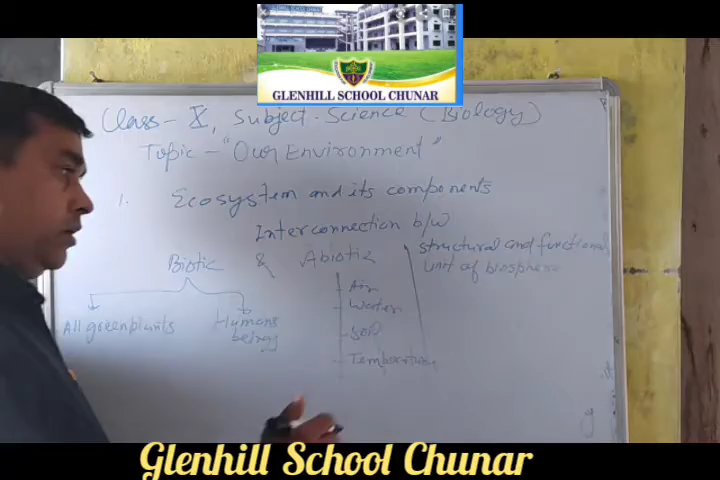 GLENHILL SCHOOL CHUNAR
Class - X, Subject - Science (Biology)
Topic - "Our Environment"
1. Ecosystem and its components
Interconnection b/w
Biotic & Abiotic
structural and functional
unit of biosphere
All green plants
Humans
beings
Air
Water
Soil
Temperature
Glenhill School Chunar